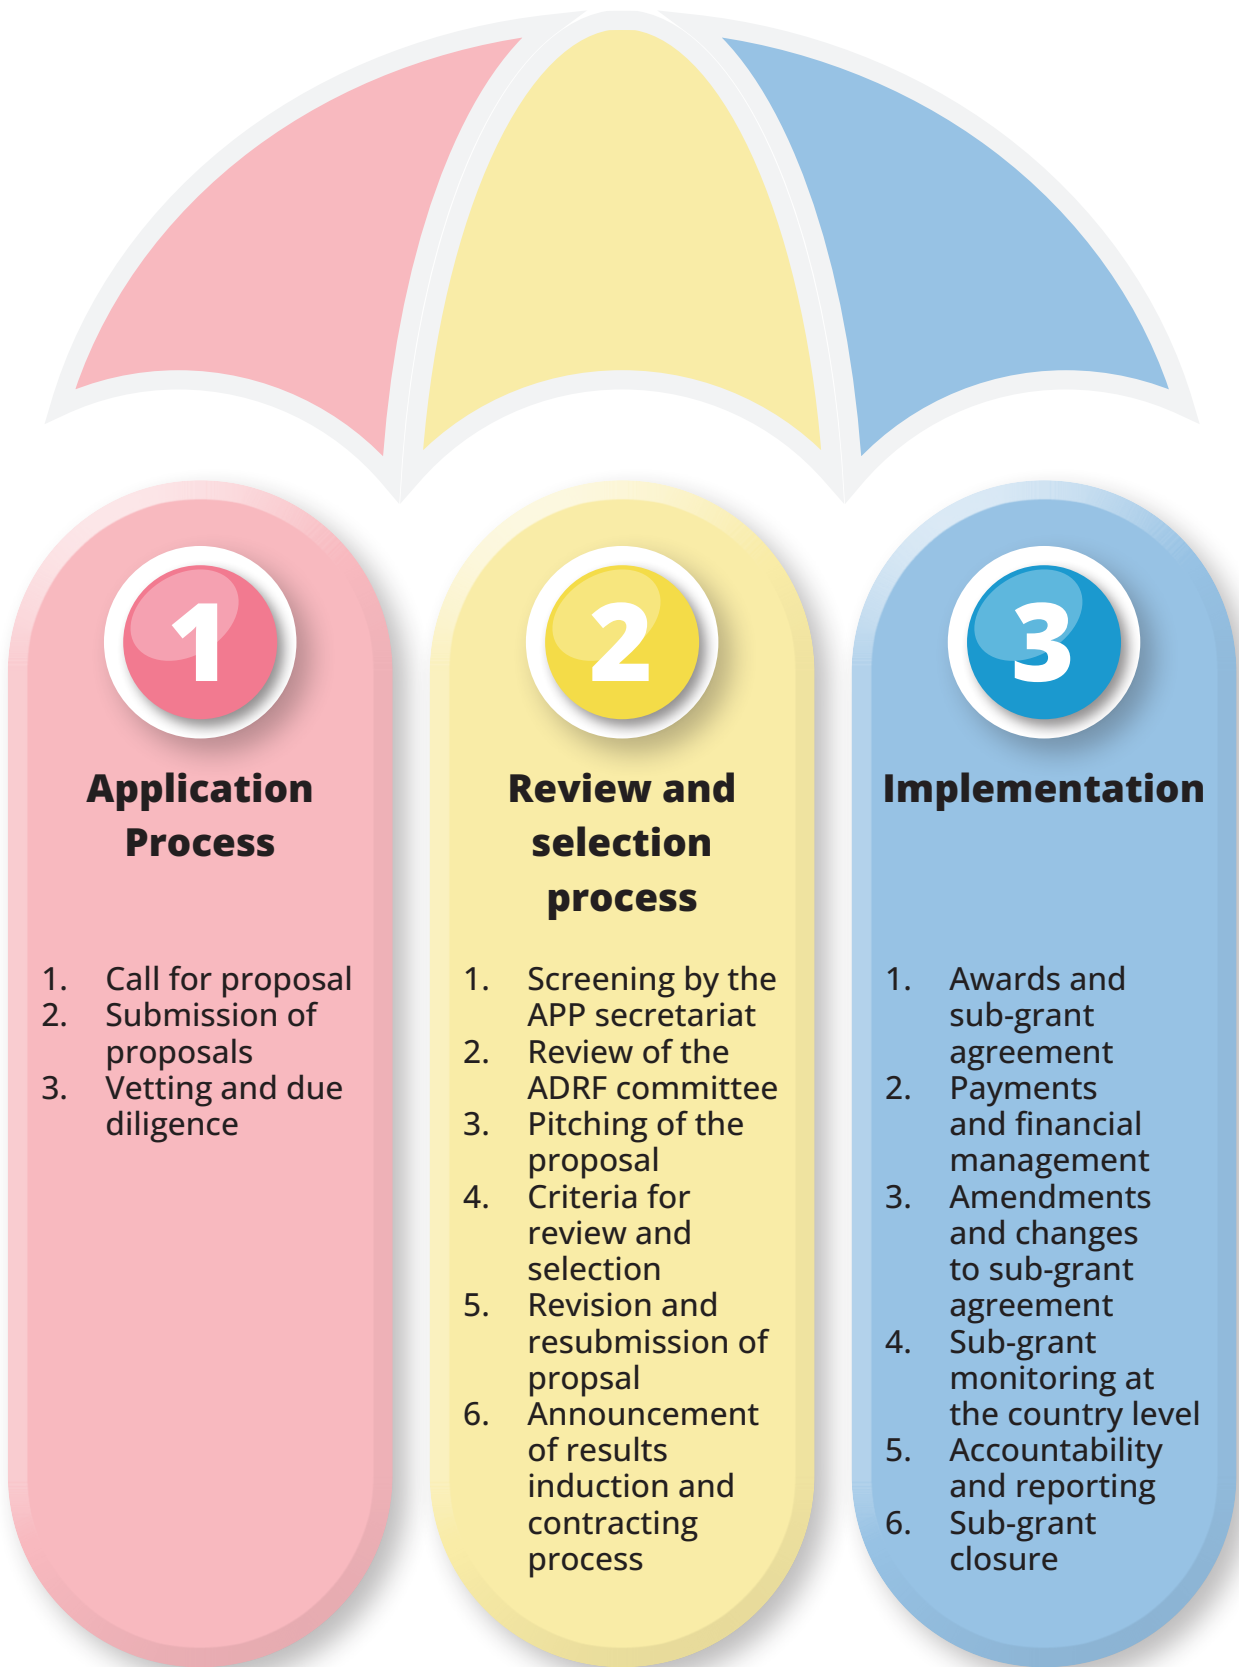 1
Application
Process
1. Call for proposal
2. Submission of
proposals
3. Vetting and due
diligence
2
Review and
selection
process
1. Screening by the
APP secretariat
2. Review of the
ADRF committee
3. Pitching of the
proposal
4. Criteria for
review and
selection
5. Revision and
resubmission of
propsal
6. Announcement
of results
induction and
contracting
process
3
Implementation
1. Awards and
sub-grant
agreement
2. Payments
and financial
management
3. Amendments
and changes
to sub-grant
agreement
4. Sub-grant
monitoring at
the country level
5. Accountability
and reporting
6. Sub-grant
closure